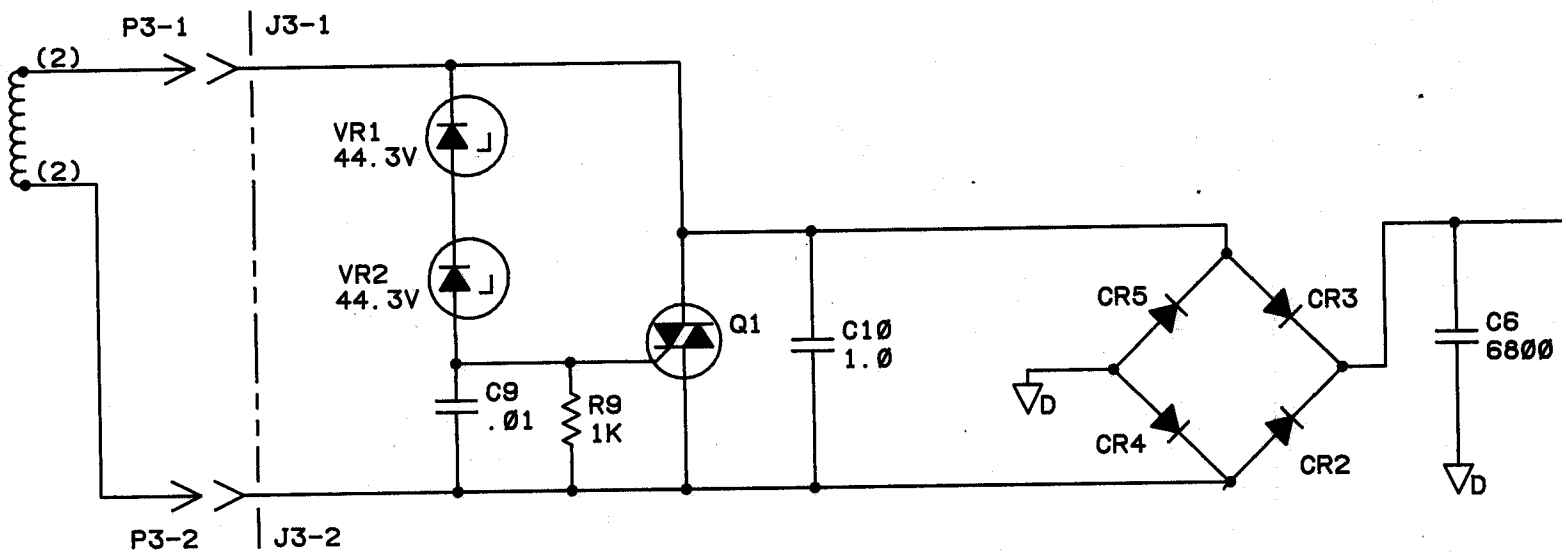 P3-1
J3-1
(2)
(2)
VR1
44.3V
VR2
44.3V
Q1
C9
.Ø1
R9
1K
C1Ø
1.Ø
CR5
CR3
CR4
CR2
D
C6
68ØØ
D
P3-2
J3-2